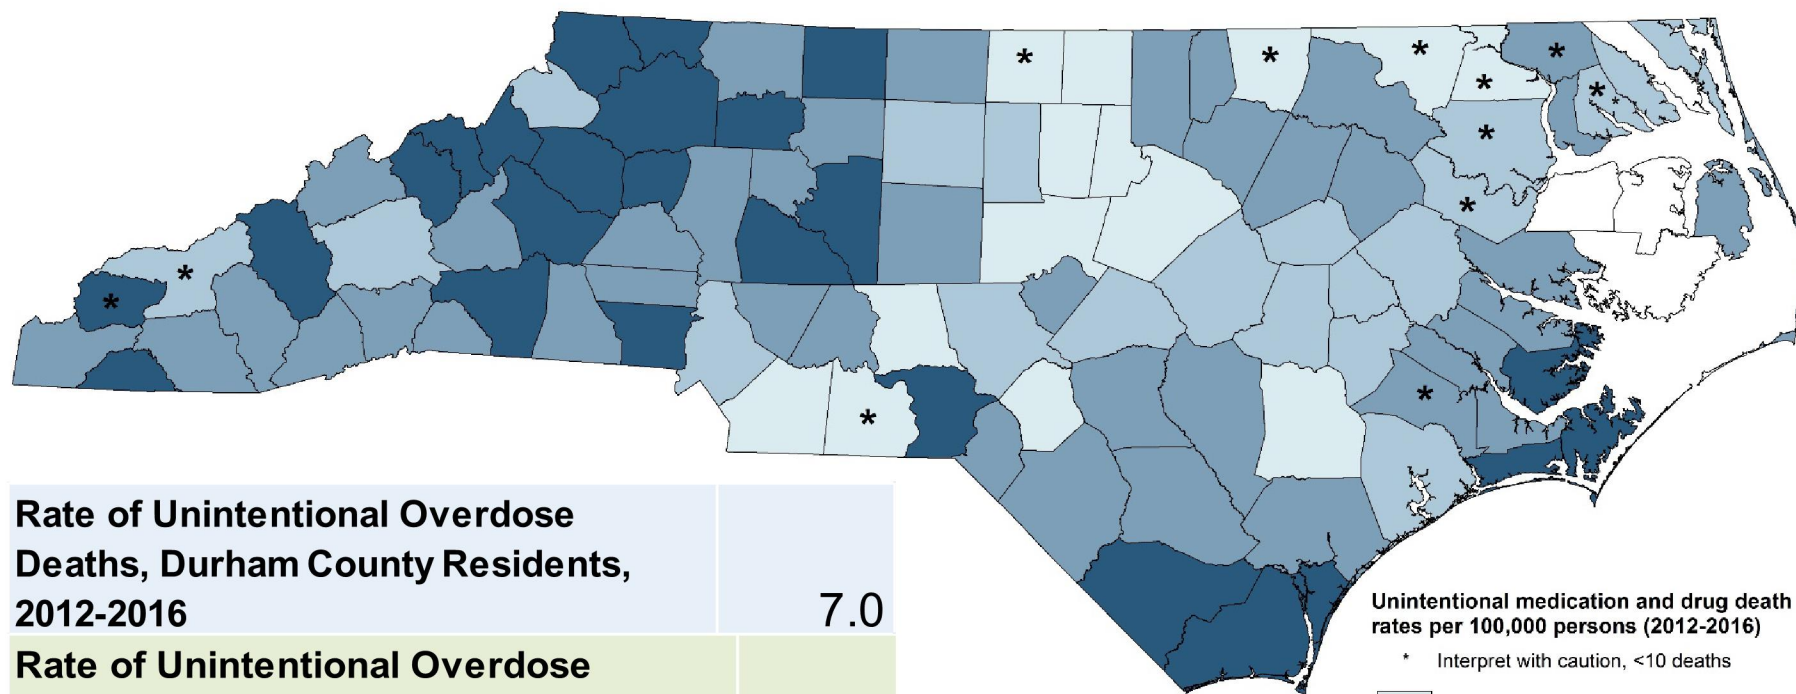 Rate of Unintentional Overdose
Deaths, Durham County Residents,
2012-2016
7.0
Rate of Unintentional Overdose
Unintentional medication and drug death
rates per 100,000 persons (2012-2016)
* Interpret with caution, <10 deaths